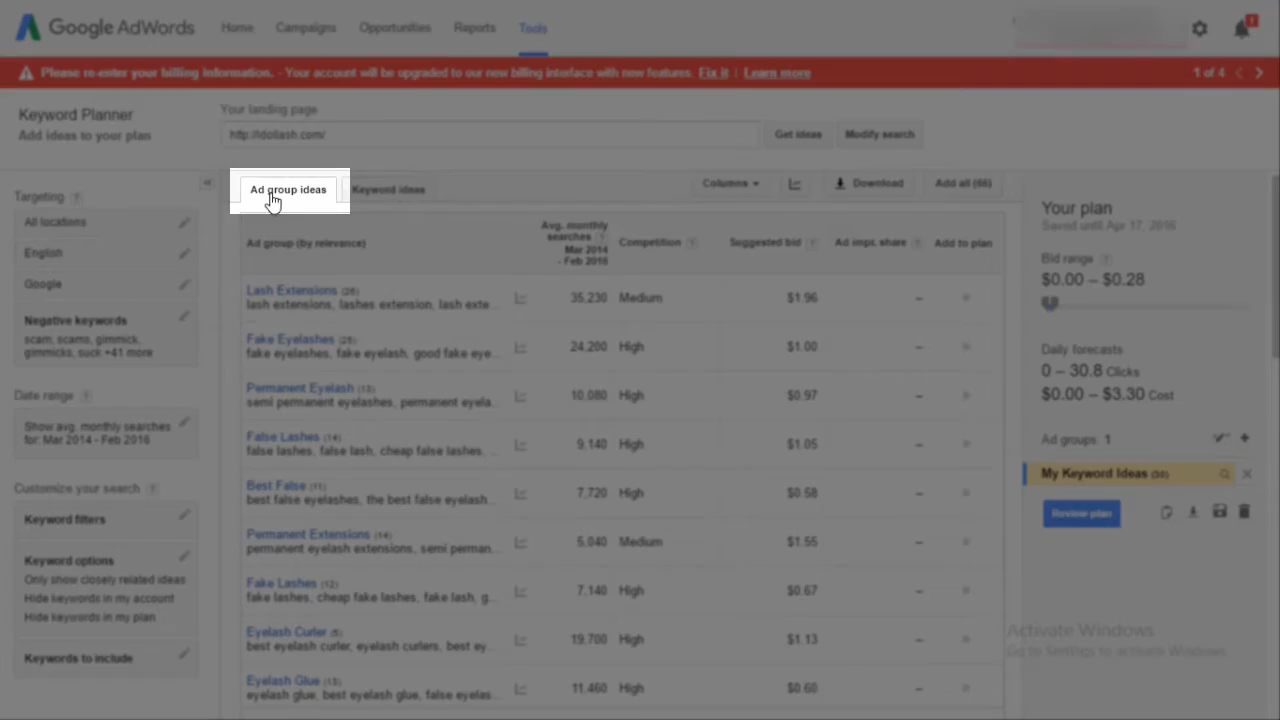 Google AdWords
Home
Campaigns
Opportunities
Reports
Tools
Please re-enter your billing information. - Your account will be upgraded to our new billing interface with new features. Fix it | Learn more
1 of 4
Keyword Planner
Add ideas to your plan
Your landing page
http://idollash.com/
Get ideas
Modify search
Targeting ?
All locations
English
Google
Negative keywords
scam, scams, gimmick,
gimmicks, suck +41 more
Date range ?
Show avg. monthly searches
for: Mar 2014 - Feb 2016
Customize your search ?
Keyword filters
Keyword options
Only show closely related ideas
Hide keywords in my account
Hide keywords in my plan
Keywords to include
Ad group ideas
Keyword ideas
Columns
Download
Add all (66)
Ad group (by relevance)
Avg. monthly
searches ?
Mar 2014
- Feb 2016
Competition ?
Suggested bid ?
Ad impr. share ?
Add to plan
Lash Extensions (26)
lash extensions, lashes extension, lash exte...
35,230 Medium $1.96 –
Fake Eyelashes (25)
fake eyelashes, fake eyelash, good fake eye...
24,200 High $1.00 –
Permanent Eyelash (13)
semi permanent eyelashes, permanent eyela...
10,080 High $0.97 –
False Lashes (14)
false lashes, false lash, cheap false lashes, ...
9,140 High $1.05 –
Best False (11)
best false eyelashes, the best false eyelash...
7,720 High $0.58 –
Permanent Extensions (14)
permanent eyelash extensions, semi perman...
5,040 Medium $1.55 –
Fake Lashes (12)
fake lashes, cheap fake lashes, fake lash, g...
7,140 High $0.67 –
Eyelash Curler (5)
best eyelash curler, eyelash curlers, best ey...
19,700 High $1.13 –
Eyelash Glue (13)
eyelash glue, best eyelash glue, false eyelas...
11,460 High $0.60 –
Your plan
Saved until Apr 17, 2016
Bid range ?
$0.00 – $0.28
Daily forecasts
0 – 30.8 Clicks
$0.00 – $3.30 Cost
Ad groups: 1
My Keyword Ideas
Review plan
Activate Windows
Go to Settings to activate Windows.